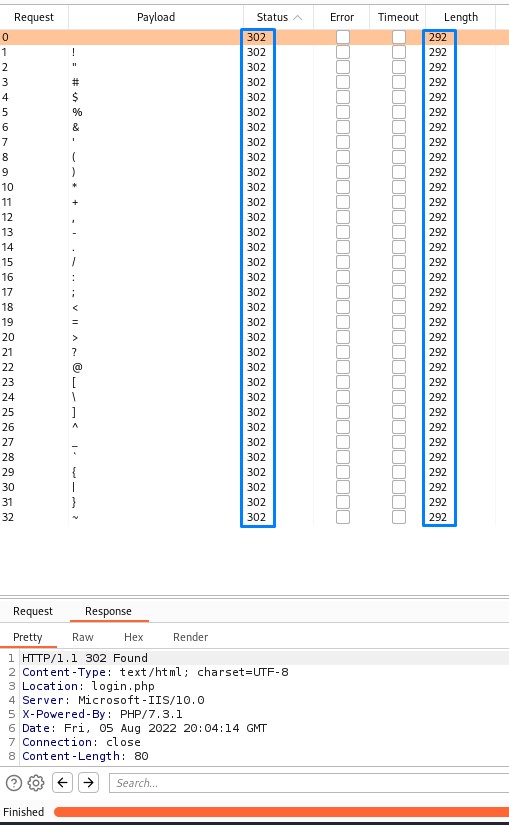 Request Payload Status Error Timeout Length
0 302 292
1 ! 302 292
2 " 302 292
3 # 302 292
4 $ 302 292
5 % 302 292
6 & 302 292
7 ' 302 292
8 ( 302 292
9 ) 302 292
10 * 302 292
11 + 302 292
12 , 302 292
13 - 302 292
14 . 302 292
15 / 302 292
16 : 302 292
17 ; 302 292
18 < 302 292
19 = 302 292
20 > 302 292
21 ? 302 292
22 @ 302 292
23 [ 302 292
24 \ 302 292
25 ] 302 292
26 ^ 302 292
27 _ 302 292
28 ` 302 292
29 { 302 292
30 | 302 292
31 } 302 292
32 ~ 302 292
Request Response
Pretty Raw Hex Render
1 HTTP/1.1 302 Found
2 Content-Type: text/html; charset=UTF-8
3 Location: login.php
4 Server: Microsoft-IIS/10.0
5 X-Powered-By: PHP/7.3.1
6 Date: Fri, 05 Aug 2022 20:04:14 GMT
7 Connection: close
8 Content-Length: 80
Search...
Finished